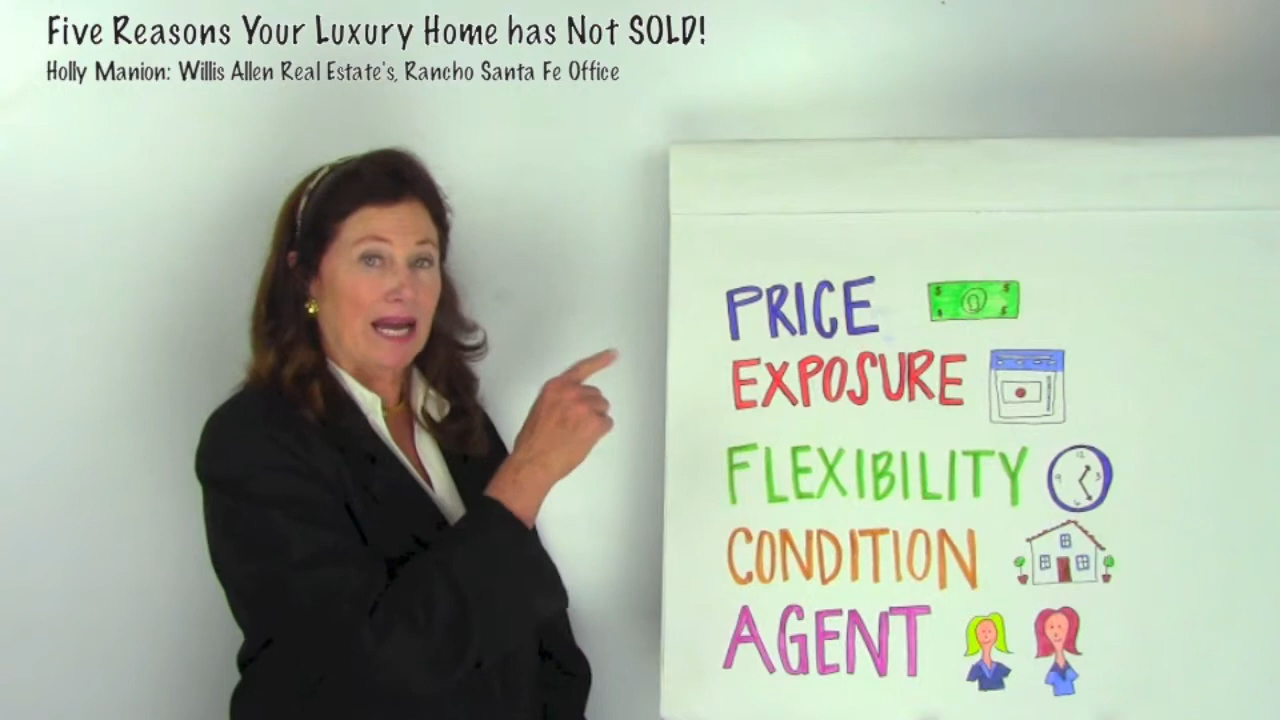 Five Reasons Your Luxury Home has Not SOLD!
Holly Manion: Willis Allen Real Estate's, Rancho Santa Fe Office
PRICE
EXPOSURE
FLEXIBILITY
CONDITION
AGENT